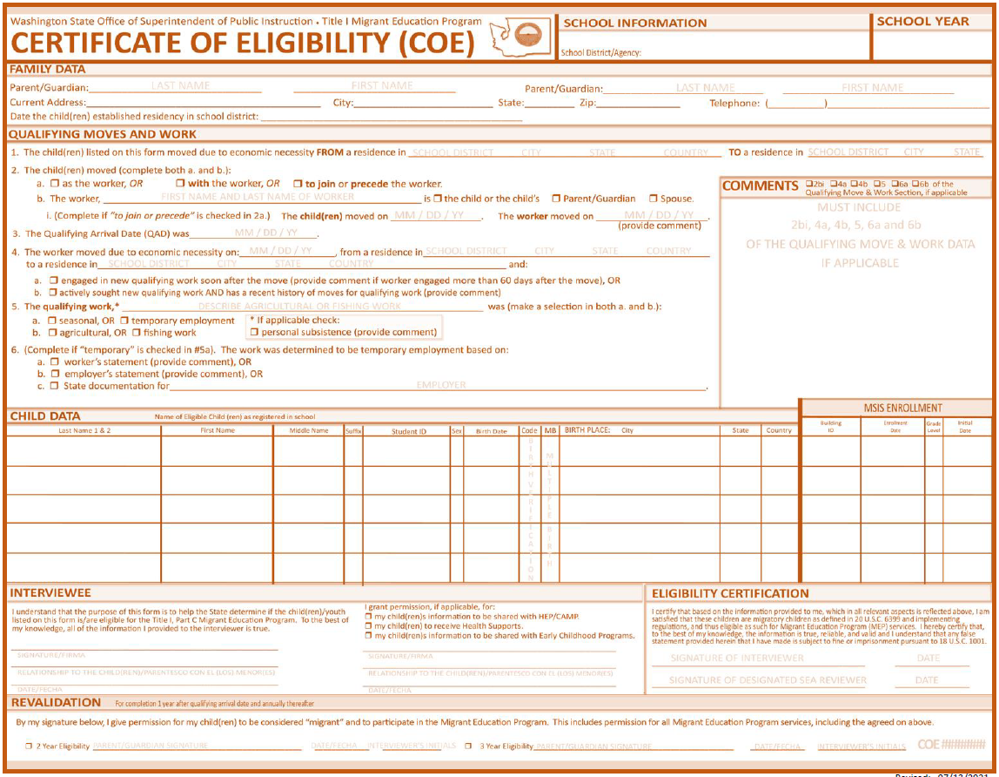 Washington State Office of Superintendent of Public Instruction • Title I Migrant Education Program
CERTIFICATE OF ELIGIBILITY (COE)
SCHOOL INFORMATION
School District/Agency:
SCHOOL YEAR
FAMILY DATA
Parent/Guardian: LAST NAME FIRST NAME Parent/Guardian: LAST NAME FIRST NAME
Current Address: City: State: Zip: Telephone: ( )
Date the child(ren) established residency in school district:
QUALIFYING MOVES AND WORK
1. The child(ren) listed on this form moved due to economic necessity FROM a residence in SCHOOL DISTRICT CITY STATE COUNTRY TO a residence in SCHOOL DISTRICT CITY STATE
2. The child(ren) moved (complete both a. and b.):
a. ☐ as the worker, OR ☐ with the worker, OR ☐ to join or precede the worker.
b. The worker, FIRST NAME AND LAST NAME OF WORKER is ☐ the child or the child's ☐ Parent/Guardian ☐ Spouse.
i. (Complete if "to join or precede" is checked in 2a.) The child(ren) moved on MM / DD / YY . The worker moved on MM / DD / YY .
(provide comment)
3. The Qualifying Arrival Date (QAD) was MM / DD / YY .
4. The worker moved due to economic necessity on: MM / DD / YY , from a residence in SCHOOL DISTRICT CITY STATE COUNTRY
to a residence in SCHOOL DISTRICT CITY STATE COUNTRY and:
a. ☐ engaged in new qualifying work soon after the move (provide comment if worker engaged more than 60 days after the move), OR
b. ☐ actively sought new qualifying work AND has a recent history of moves for qualifying work (provide comment)
5. The qualifying work,* DESCRIBE AGRICULTURAL OR FISHING WORK was (make a selection in both a. and b.):
a. ☐ seasonal, OR ☐ temporary employment
b. ☐ agricultural, OR ☐ fishing work
* If applicable check:
☐ personal subsistence (provide comment)
6. (Complete if "temporary" is checked in #5a). The work was determined to be temporary employment based on:
a. ☐ worker's statement (provide comment), OR
b. ☐ employer's statement (provide comment), OR
c. ☐ State documentation for EMPLOYER .
COMMENTS ☐2bi ☐4a ☐4b ☐5 ☐6a ☐6b of the
Qualifying Move & Work Section, if applicable
MUST INCLUDE
2bi, 4a, 4b, 5, 6a and 6b
OF THE QUALIFYING MOVE & WORK DATA
IF APPLICABLE
CHILD DATA Name of Eligible Child (ren) as registered in school
MSIS ENROLLMENT
Last Name 1 & 2 First Name Middle Name Suffix Student ID Sex Birth Date Code MB BIRTH PLACE: City State Country
Building ID Enrollment Date Grade Level Initial Date
BIRTH VERIFICATION
MULTIPLE BIRTH
INTERVIEWEE
I understand that the purpose of this form is to help the State determine if the child(ren)/youth
listed on this form is/are eligible for the Title I, Part C Migrant Education Program. To the best of
my knowledge, all of the information I provided to the interviewer is true.
SIGNATURE/FIRMA
RELATIONSHIP TO THE CHILD(REN)/PARENTESCO CON EL (LOS) MENOR(ES)
DATE/FECHA
I grant permission, if applicable, for:
☐ my child(ren)s information to be shared with HEP/CAMP.
☐ my child(ren) to receive Health Supports.
☐ my child(ren)s information to be shared with Early Childhood Programs.
SIGNATURE/FIRMA
RELATIONSHIP TO THE CHILD(REN)/PARENTESCO CON EL (LOS) MENOR(ES)
DATE/FECHA
ELIGIBILITY CERTIFICATION
I certify that based on the information provided to me, which in all relevant aspects is reflected above, I am
satisfied that these children are migratory children as defined in 20 U.S.C. 6399 and implementing
regulations, and thus eligible as such for Migrant Education Program (MEP) services. I hereby certify that,
to the best of my knowledge, the information is true, reliable, and valid and I understand that any false
statement provided herein that I have made is subject to fine or imprisonment pursuant to 18 U.S.C. 1001.
SIGNATURE OF INTERVIEWER DATE
SIGNATURE OF DESIGNATED SEA REVIEWER DATE
REVALIDATION For completion 1 year after qualifying arrival date and annually thereafter
By my signature below, I give permission for my child(ren) to be considered "migrant" and to participate in the Migrant Education Program. This includes permission for all Migrant Education Program services, including the agreed on above.
☐ 2 Year Eligibility PARENT/GUARDIAN SIGNATURE DATE/FECHA INTERVIEWER'S INITIALS ☐ 3 Year Eligibility PARENT/GUARDIAN SIGNATURE DATE/FECHA INTERVIEWER'S INITIALS COE ########